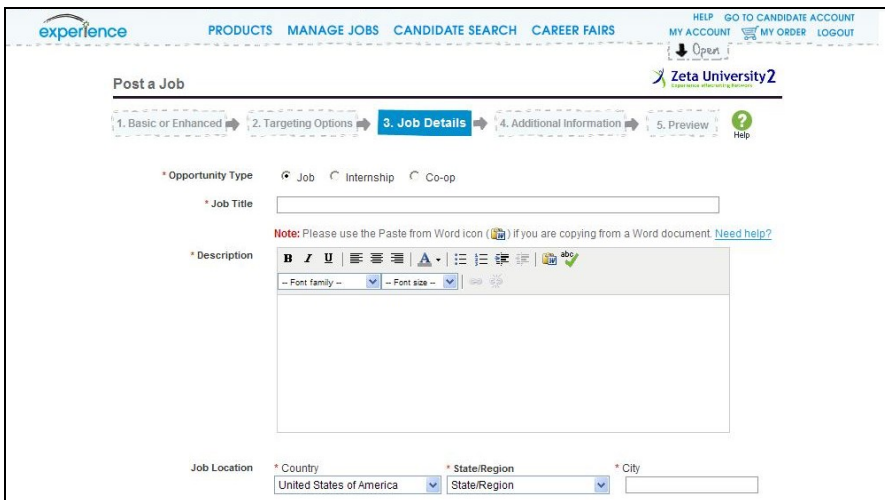 HELP GO TO CANDIDATE ACCOUNT
experience PRODUCTS MANAGE JOBS CANDIDATE SEARCH CAREER FAIRS MY ACCOUNT MY ORDER LOGOUT
Open
Post a Job Zeta University2
1. Basic or Enhanced 2. Targeting Options 3. Job Details 4. Additional Information 5. Preview
Help
* Opportunity Type Job Internship Co-op
* Job Title
Note: Please use the Paste from Word icon ( ) if you are copying from a Word document. Need help?
* Description B I U A abc
-- Font family -- -- Font size --
Job Location * Country * State/Region * City
United States of America State/Region